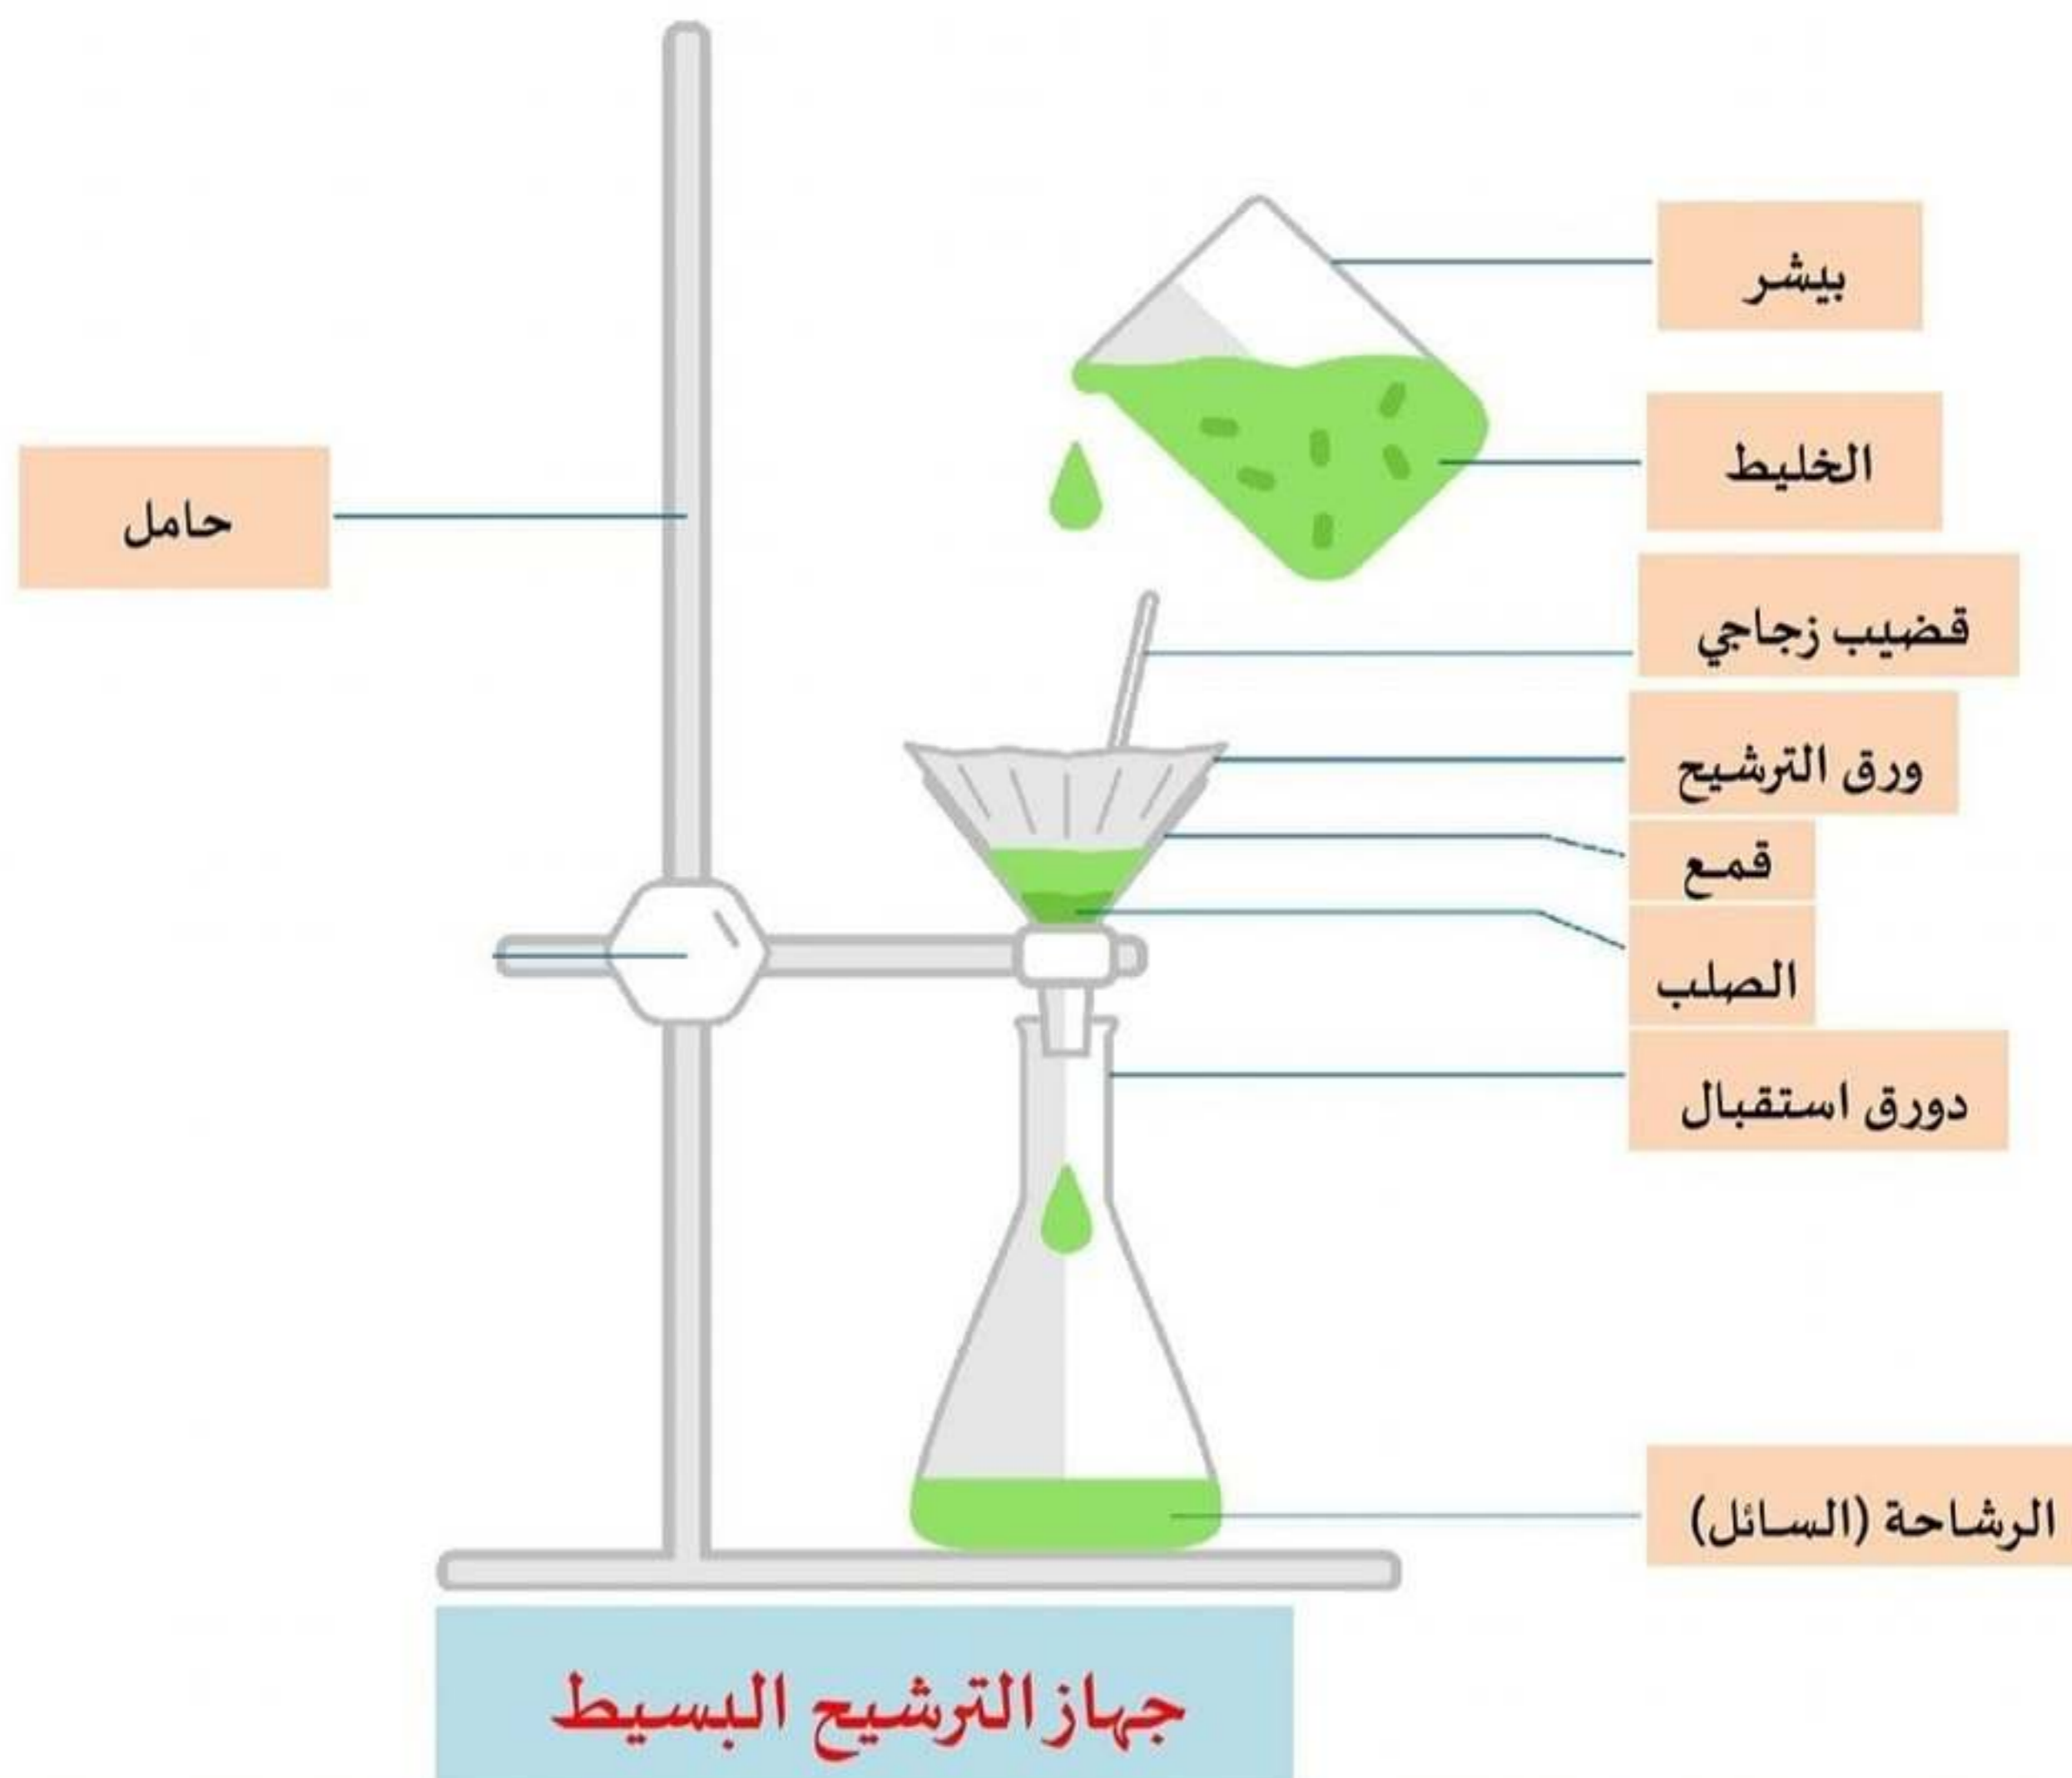 بيشر
الخليط
حامل
قضيب زجاجي
ورق الترشيح
قمع
الصلب
دورق استقبال
الرشاحة (السائل)
جهاز الترشيح البسيط